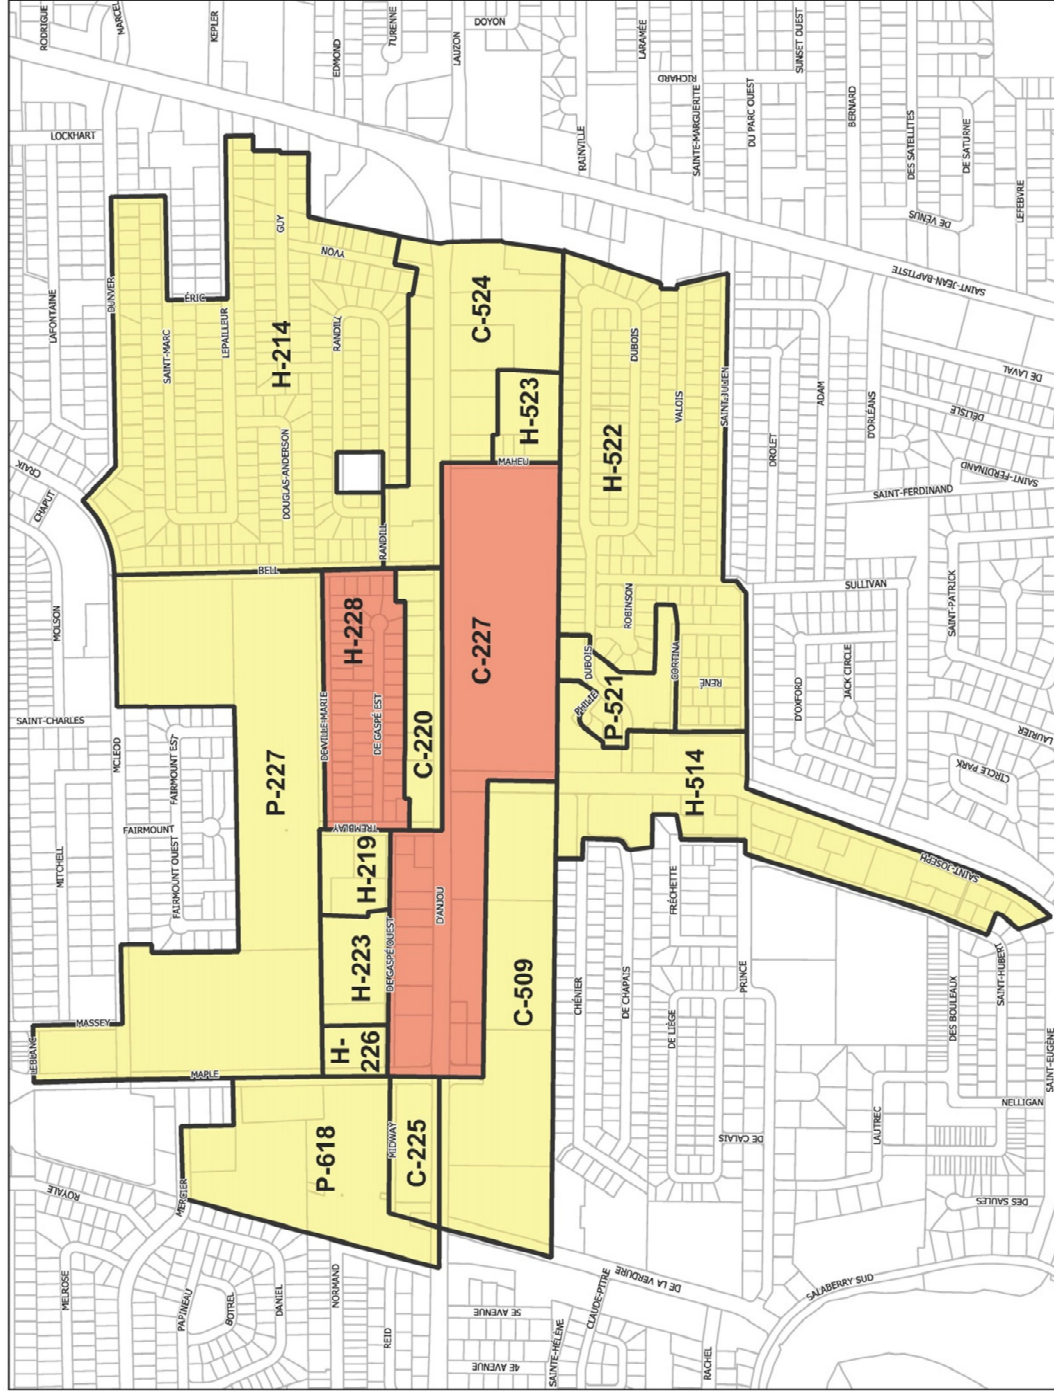 RODRIGUE
MARCEL
KEPLER
EDMOND
TURENNE
LAUZON
DOYON
LARAMÉE
RICHARD
SUNSET OUEST
LOCKHART
RAINVILLE
SAINTE-MARGUERITE
DU PARC OUEST
BERNARD
DES SATELLITES
DE SATURNE
LEFEBVRE
DE VÉNUS
SAINT-JEAN-BAPTISTE
LAFONTAINE
DUNVER
SAINT-MARC
ÉRIC
LEPAILLEUR
GUY
YVON
RANDILL
H-214
C-524
DUBOIS
VALOIS
SAINT-JULIEN
ADAM
DE LAVAL
DELISLE
D'ORLÉANS
DROLET
H-523
MAHEU
H-522
CRAIK
CHAPUT
DOUGLAS-ANDERSON
RANDILL
SAINT-FERDINAND
SAINT-FERDINAND
BELL
MOLSON
H-228
DE VILLE-MARIE
DE GASPÉ EST
C-220
C-227
ROBINSON
DUBOIS
CORTINA
RENÉ
P-521
SULLIVAN
SAINT-PATRICK
D'OXFORD
JACK CIRCLE
LAURIER
CIRCLE PARK
SAINT-CHARLES
MCLEOD
FAIRMOUNT EST
P-227
H-514
FAIRMOUNT
FAIRMOUNT OUEST
MITCHELL
TREMBLAY
H-219
D'ANJOU
H-223
DE GASPÉ OUEST
C-509
FRÉCHETTE
SAINT-JOSEPH
CHÉNIER
DE CHAPAIS
DE LIÈGE
PRINCE
DES BOULEAUX
SAINT-HUBERT
SAINT-EUGÈNE
MASSEY
LEBLANC
MAPLE
H-
226
MIDWAY
C-225
P-618
DE CALAIS
LAUTREC
NELLIGAN
DES SAULES
ROYALE
MERCIER
MELROSE
PAPINEAU
BOTREL
DANIEL
NORMAND
REID
5E AVENUE
4E AVENUE
SAINTE-HÉLÈNE
CLAUDE-PITRE
DE LA VERDURE
RACHEL
SALABERRY SUD